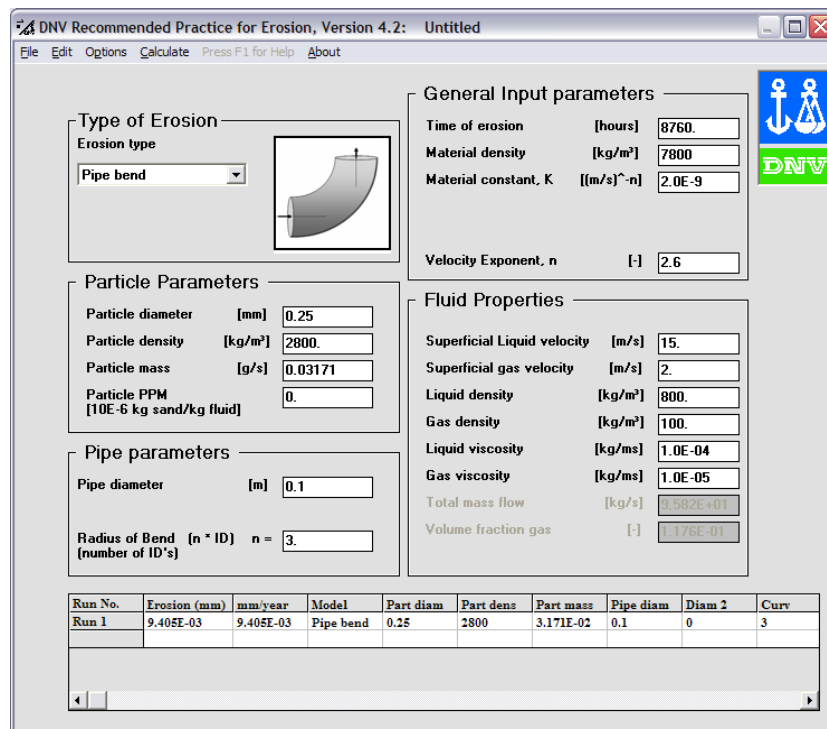 DNV Recommended Practice for Erosion, Version 4.2: Untitled
File Edit Options Calculate Press F1 for Help About
Type of Erosion
Erosion type
Pipe bend
General Input parameters
Time of erosion [hours] 8760.
Material density [kg/m³] 7800
Material constant, K [(m/s)^-n] 2.0E-9
Velocity Exponent, n [-] 2.6
DNV
Particle Parameters
Particle diameter [mm] 0.25
Particle density [kg/m³] 2800.
Particle mass [g/s] 0.03171
Particle PPM 0.
[10E-6 kg sand/kg fluid]
Pipe parameters
Pipe diameter [m] 0.1
Radius of Bend (n * ID) n = 3.
(number of ID's)
Fluid Properties
Superficial Liquid velocity [m/s] 15.
Superficial gas velocity [m/s] 2.
Liquid density [kg/m³] 800.
Gas density [kg/m³] 100.
Liquid viscosity [kg/ms] 1.0E-04
Gas viscosity [kg/ms] 1.0E-05
Total mass flow [kg/s] 9.582E+01
Volume fraction gas [-] 1.176E-01
Run No. Erosion (mm) mm/year Model Part diam Part dens Part mass Pipe diam Diam 2 Curv
Run 1 9.405E-03 9.405E-03 Pipe bend 0.25 2800 3.171E-02 0.1 0 3